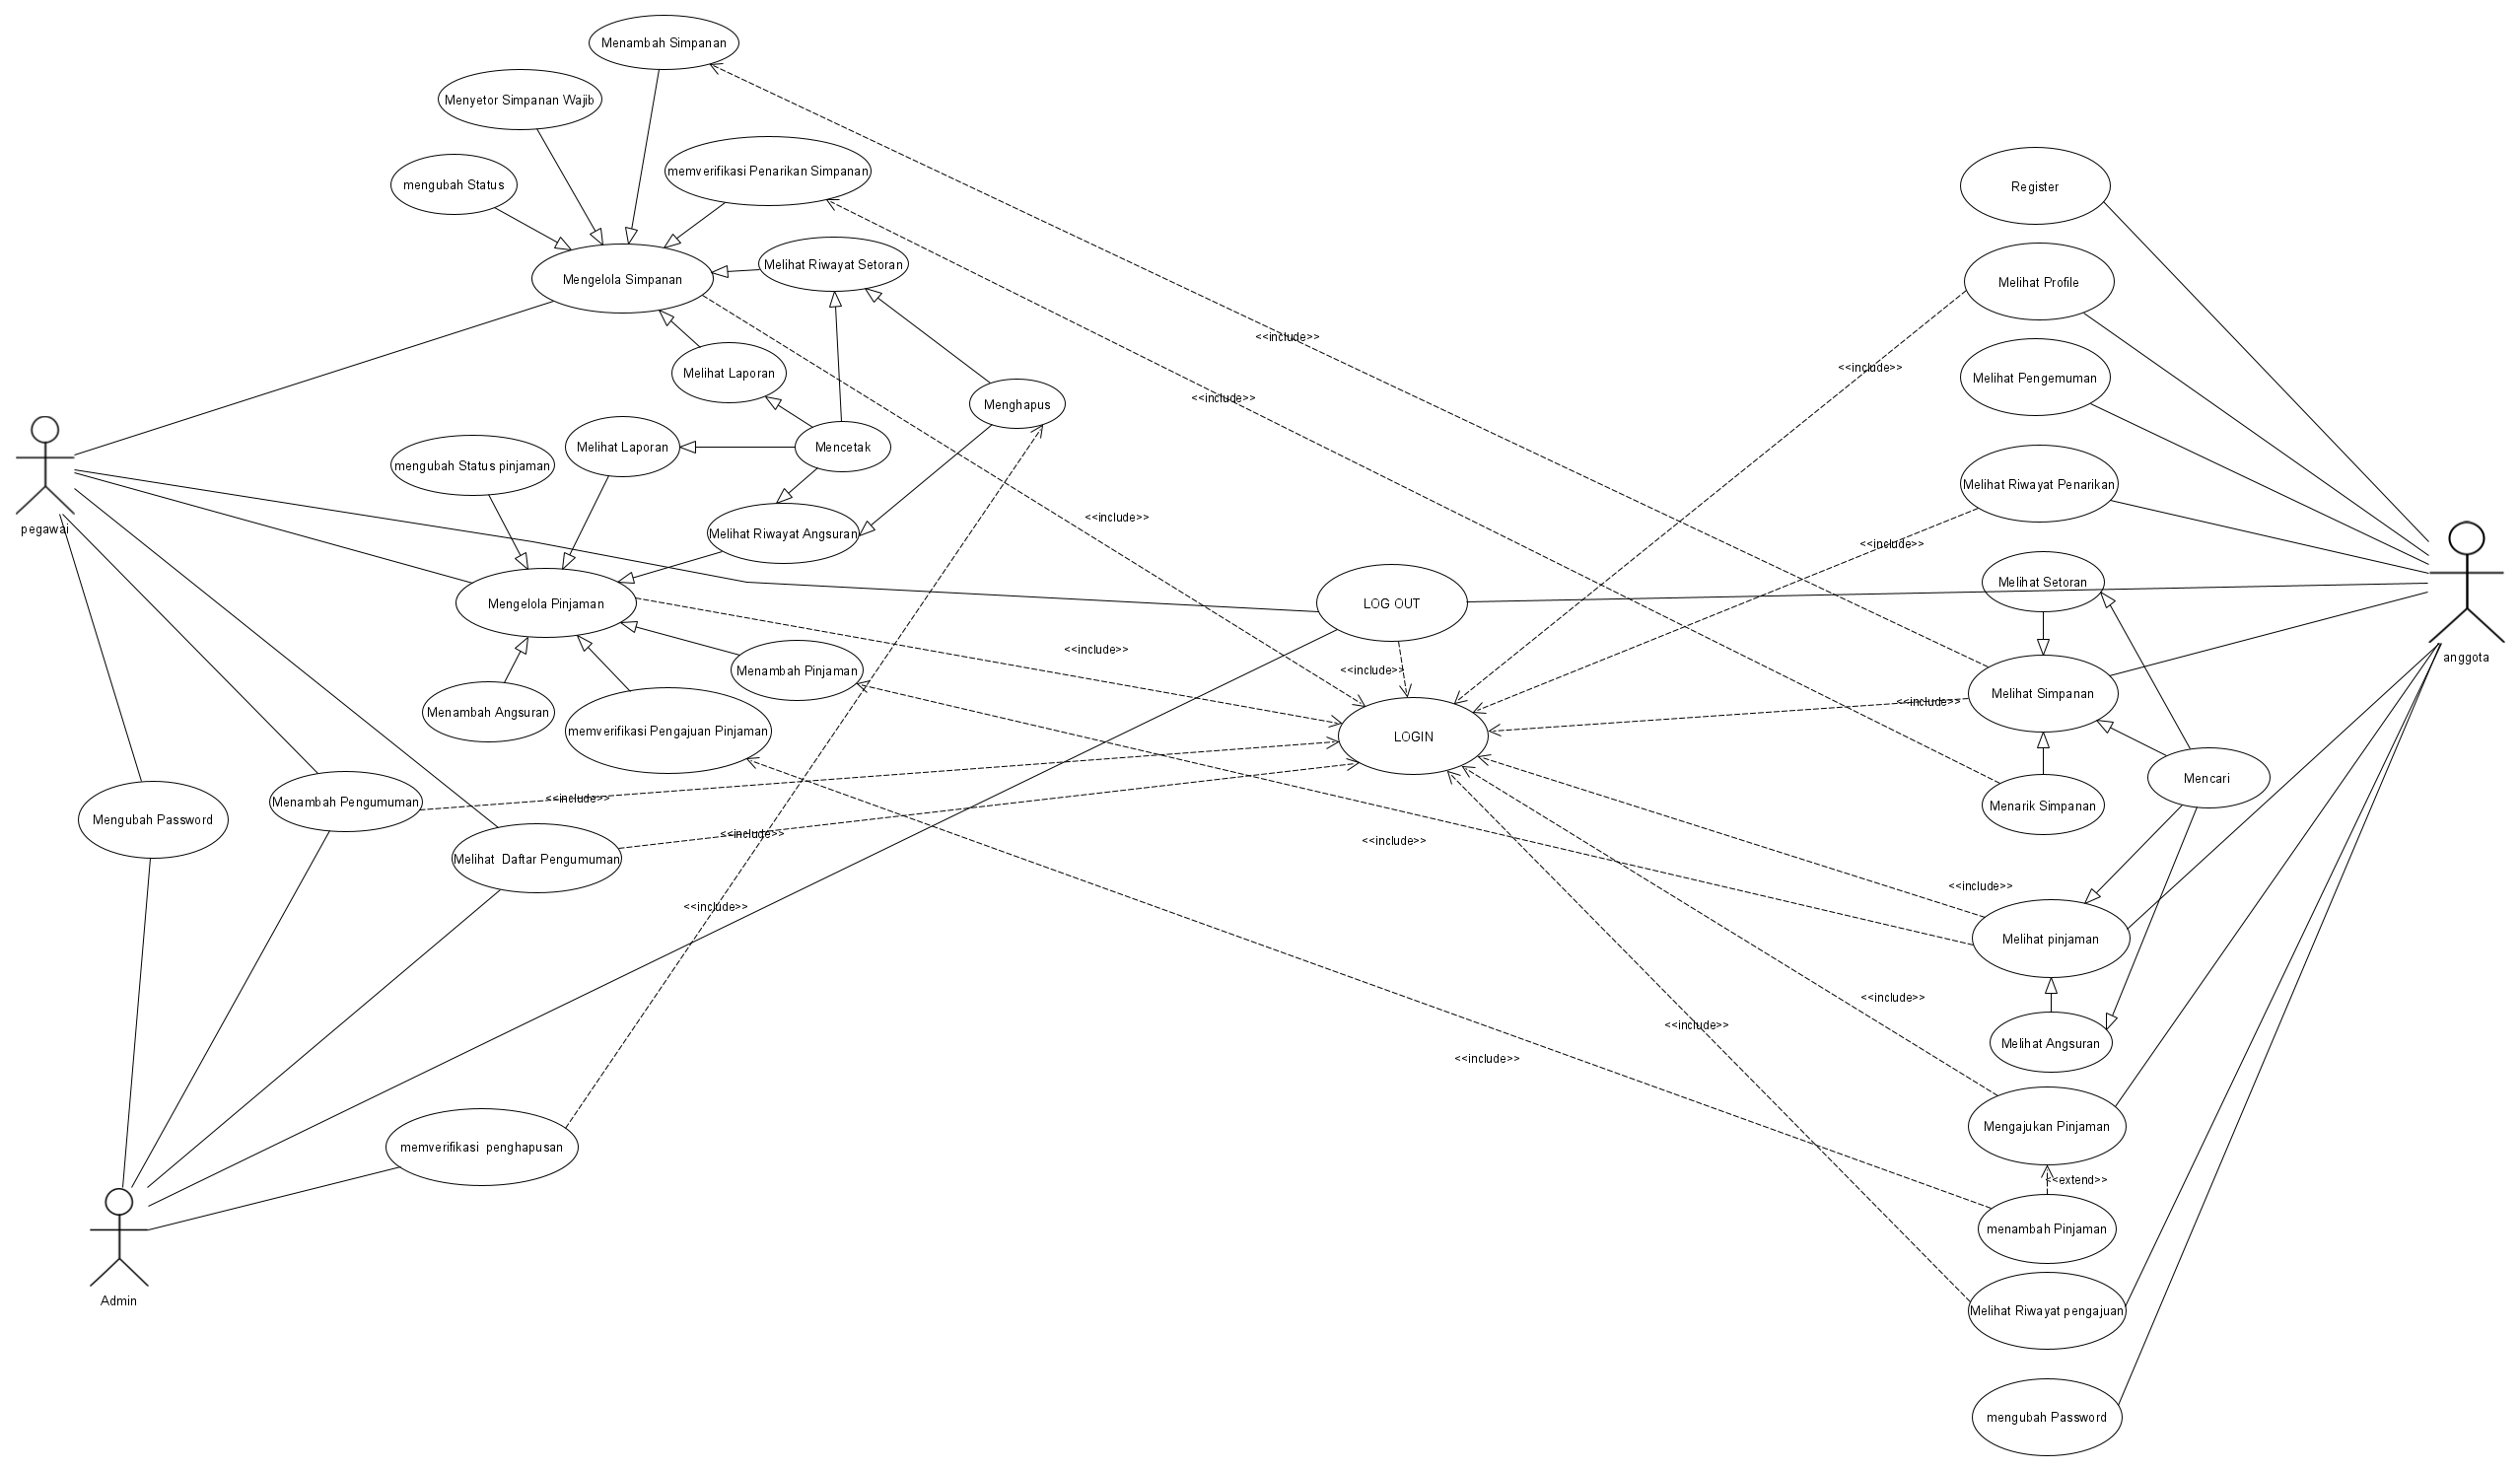 Menambah Simpanan
Menyetor Simpanan Wajib
memverifikasi Penarikan Simpanan
mengubah Status
Register
Melihat Riwayat Setoran
Mengelola Simpanan
Melihat Profile
<<include>>
<<include>>
Melihat Laporan
Melihat Pengemuman
<<include>>
Menghapus
Melihat Laporan
Mencetak
mengubah Status pinjaman
Melihat Riwayat Penarikan
<<include>>
pegawai
Melihat Riwayat Angsuran
<<include>>
Melihat Setoran
Mengelola Pinjaman
LOG OUT
<<include>>
anggota
Menambah Pinjaman
<<include>>
Melihat Simpanan
<<include>>
Menambah Angsuran
memverifikasi Pengajuan Pinjaman
LOGIN
Mencari
<<include>>
Menambah Pengumuman
Menarik Simpanan
Mengubah Password
<<include>>
<<include>>
Melihat  Daftar Pengumuman
<<include>>
<<include>>
Melihat pinjaman
<<include>>
<<include>>
Melihat Angsuran
<<include>>
Mengajukan Pinjaman
memverifikasi  penghapusan
<<extend>>
menambah Pinjaman
Admin
Melihat Riwayat pengajuan
mengubah Password